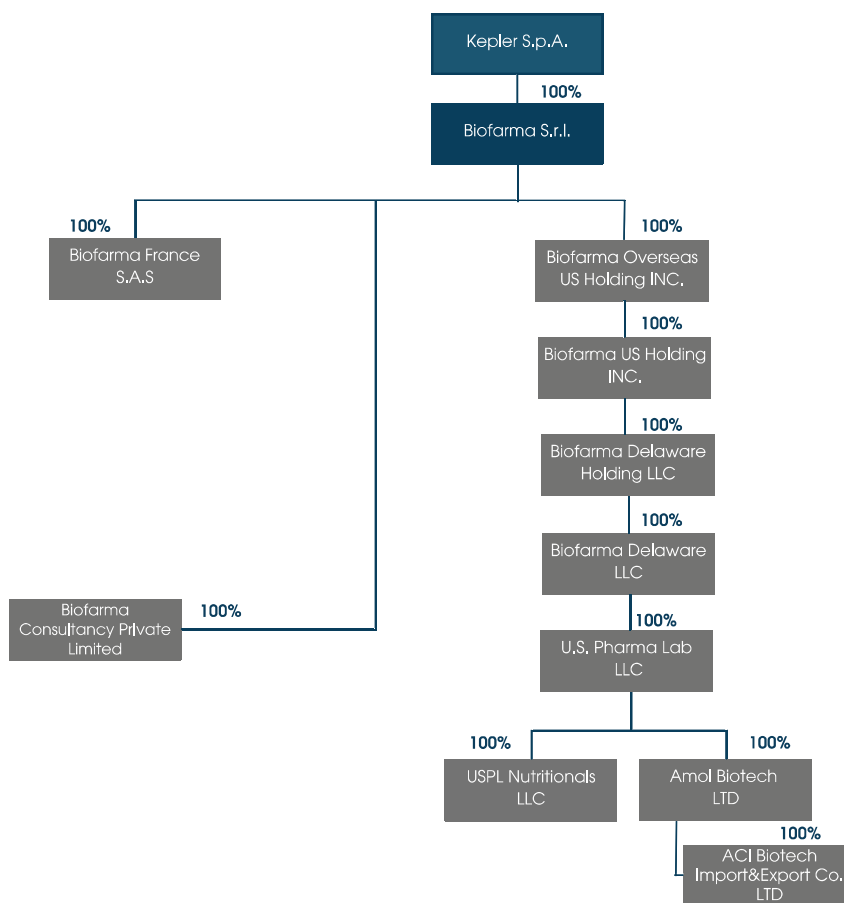 Kepler S.p.A.
100%
Biofarma S.r.l.
100%
Biofarma France
S.A.S
100%
Biofarma Overseas
US Holding INC.
100%
Biofarma US Holding
INC.
100%
Biofarma Delaware
Holding LLC
100%
Biofarma Delaware
LLC
Biofarma
Consultancy Private
Limited
100%
100%
U.S. Pharma Lab
LLC
100%
USPL Nutritionals
LLC
100%
Amol Biotech
LTD
100%
ACI Biotech
Import&Export Co.
LTD